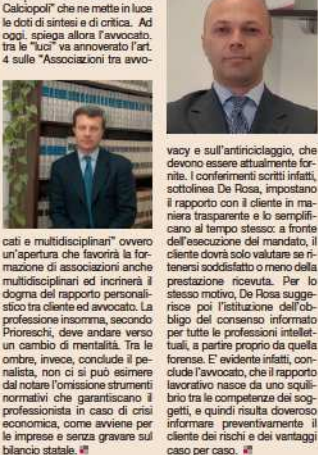 Calciopoli" che ne mette in luce
le doti di sintesi e di critica. Ad
oggi, spiega allora l'avvocato,
tra le "luci" va annoverato l'art.
4 sulle "Associazioni tra avvo-
cati e multidisciplinari" ovvero
un'apertura che favorirà la for-
mazione di associazioni anche
multidisciplinari ed incrinerà il
dogma del rapporto personali-
stico tra cliente ed avvocato. La
professione insomma, secondo
Prioreschi, deve andare verso
un cambio di mentalità. Tra le
ombre, invece, conclude il pe-
nalista, non ci si può esimere
dal notare l'omissione strumenti
normativi che garantiscano il
professionista in caso di crisi
economica, come avviene per
le imprese e senza gravare sul
bilancio statale.
vacy e sull'antiriciclaggio, che
devono essere attualmente for-
nite. I conferimenti scritti infatti,
sottolinea De Rosa, impostano
il rapporto con il cliente in ma-
niera trasparente e lo semplifi-
cano al tempo stesso: a fronte
dell'esecuzione del mandato, il
cliente dovrà solo valutare se ri-
tenersi soddisfatto o meno della
prestazione ricevuta. Per lo
stesso motivo, De Rosa sugge-
risce poi l'istituzione dell'ob-
bligo del consenso informato
per tutte le professioni intellet-
tuali, a partire proprio da quella
forense. E' evidente infatti, con-
clude l'avvocato, che il rapporto
lavorativo nasce da uno squili-
brio tra le competenze dei sog-
getti, e quindi risulta doveroso
informare preventivamente il
cliente dei rischi e dei vantaggi
caso per caso.